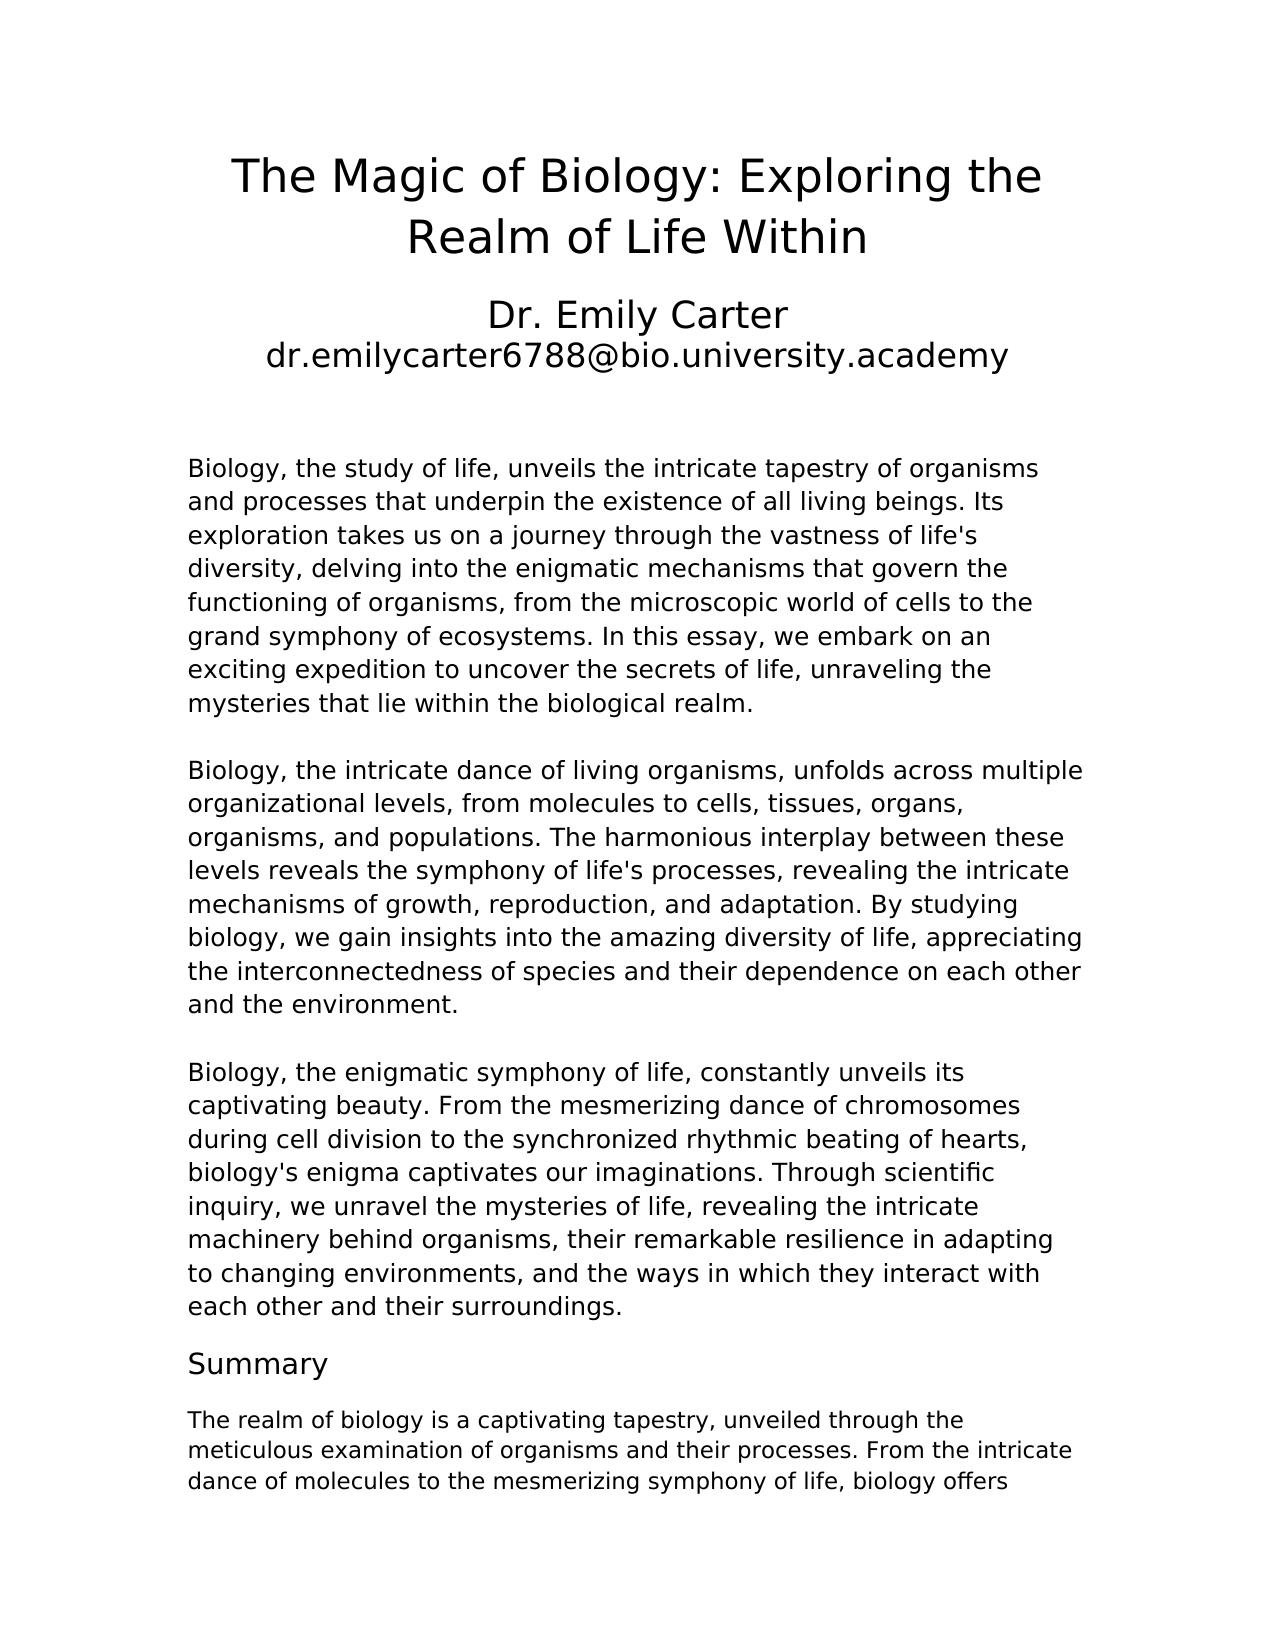 The Magic of Biology: Exploring the
Realm of Life Within
Dr. Emily Carter
dr.emilycarter6788@bio.university.academy
Biology, the study of life, unveils the intricate tapestry of organisms
and processes that underpin the existence of all living beings. Its
exploration takes us on a journey through the vastness of life's
diversity, delving into the enigmatic mechanisms that govern the
functioning of organisms, from the microscopic world of cells to the
grand symphony of ecosystems. In this essay, we embark on an
exciting expedition to uncover the secrets of life, unraveling the
mysteries that lie within the biological realm.
Biology, the intricate dance of living organisms, unfolds across multiple
organizational levels, from molecules to cells, tissues, organs,
organisms, and populations. The harmonious interplay between these
levels reveals the symphony of life's processes, revealing the intricate
mechanisms of growth, reproduction, and adaptation. By studying
biology, we gain insights into the amazing diversity of life, appreciating
the interconnectedness of species and their dependence on each other
and the environment.
Biology, the enigmatic symphony of life, constantly unveils its
captivating beauty. From the mesmerizing dance of chromosomes
during cell division to the synchronized rhythmic beating of hearts,
biology's enigma captivates our imaginations. Through scientific
inquiry, we unravel the mysteries of life, revealing the intricate
machinery behind organisms, their remarkable resilience in adapting
to changing environments, and the ways in which they interact with
each other and their surroundings.
Summary
The realm of biology is a captivating tapestry, unveiled through the
meticulous examination of organisms and their processes. From the intricate
dance of molecules to the mesmerizing symphony of life, biology offers